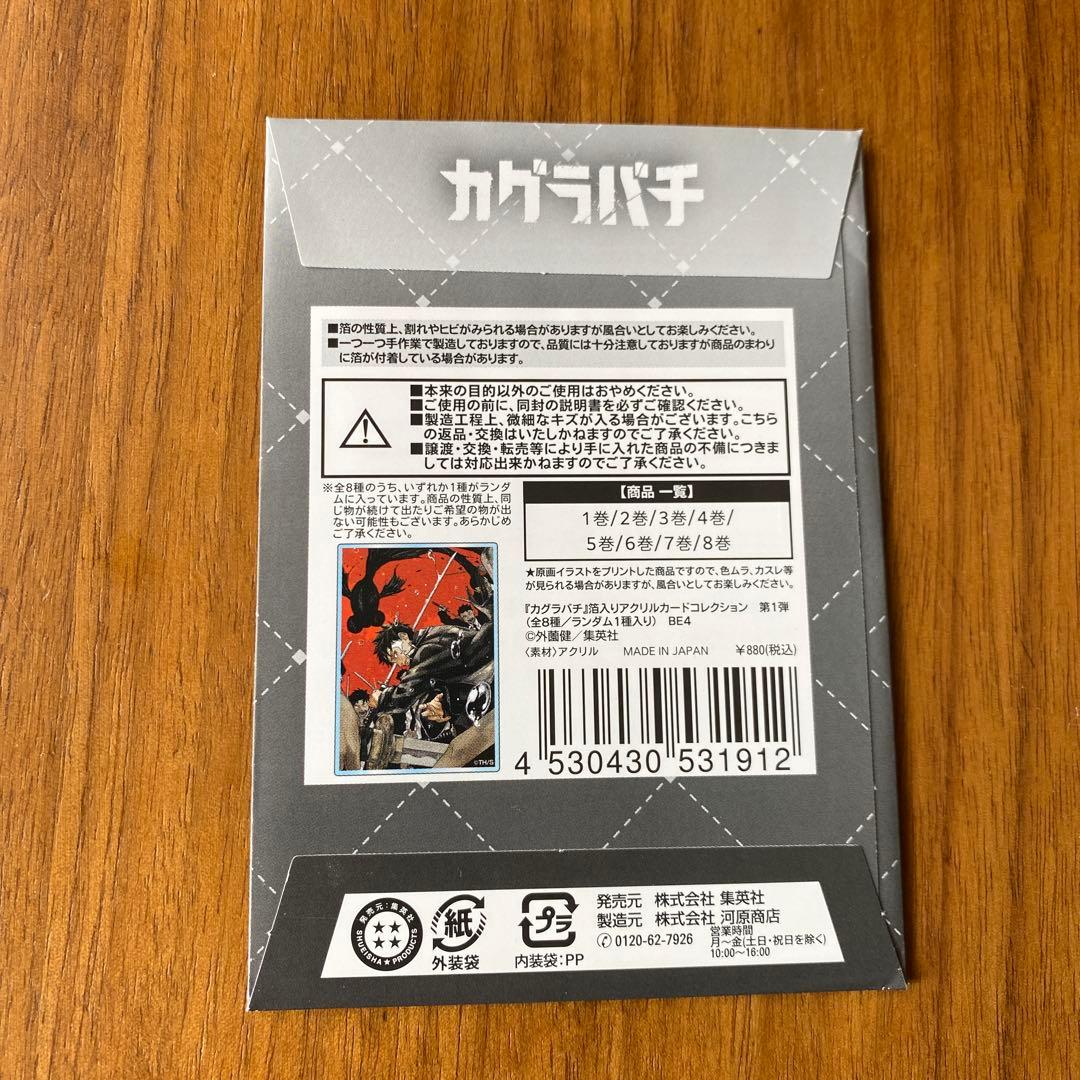 カグラバチ
■箔の性質上、割れやヒビがみられる場合がありますが風合いとしてお楽しみください。
■一つ一つ手作業で製造しておりますので、品質には十分注意しておりますが商品のまわり
に箔が付着している場合があります。
■本来の目的以外のご使用はおやめください。
■ご使用の前に、同封の説明書を必ずご確認ください。
■製造工程上、微細なキズが入る場合がございます。こちら
の返品・交換はいたしかねますのでご了承ください。
■譲渡・交換・転売等により手に入れた商品の不備につきま
しては対応出来かねますのでご了承ください。
※全8種のうち、いずれか1種がランダ
ムに入っています。商品の性質上、同
じ物が続けて出たりご希望の物が出
ない可能性もございます。あらかじめ
ご了承ください。
©TH/S
【商品 一覧】
1巻/2巻/3巻/4巻/
5巻/6巻/7巻/8巻
★原画イラストをプリントした商品ですので、色ムラ、カスレ等
が見られる場合がありますが、風合いとしてお楽しみください。
『カグラバチ』箔入りアクリルカードコレクション 第1弾
(全8種/ランダム1種入り) BE4
©外薗健/集英社
〈素材〉アクリル MADE IN JAPAN ¥880(税込)
4 530430 531912
発売元:集英社
SHUEISHA★PRODUCTS
紙
外装袋
プラ
内装袋:PP
発売元 株式会社 集英社
製造元 株式会社 河原商店
0120-62-7926
営業時間
月～金(土日・祝日を除く)
10:00～16:00